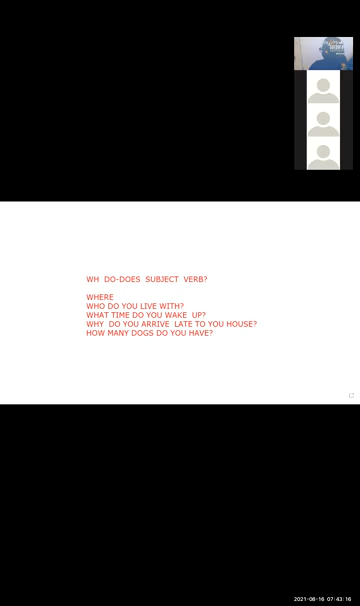 WH DO-DOES SUBJECT VERB?
WHERE
WHO DO YOU LIVE WITH?
WHAT TIME DO YOU WAKE UP?
WHY DO YOU ARRIVE LATE TO YOU HOUSE?
HOW MANY DOGS DO YOU HAVE?
2021-06-16 07:43:16